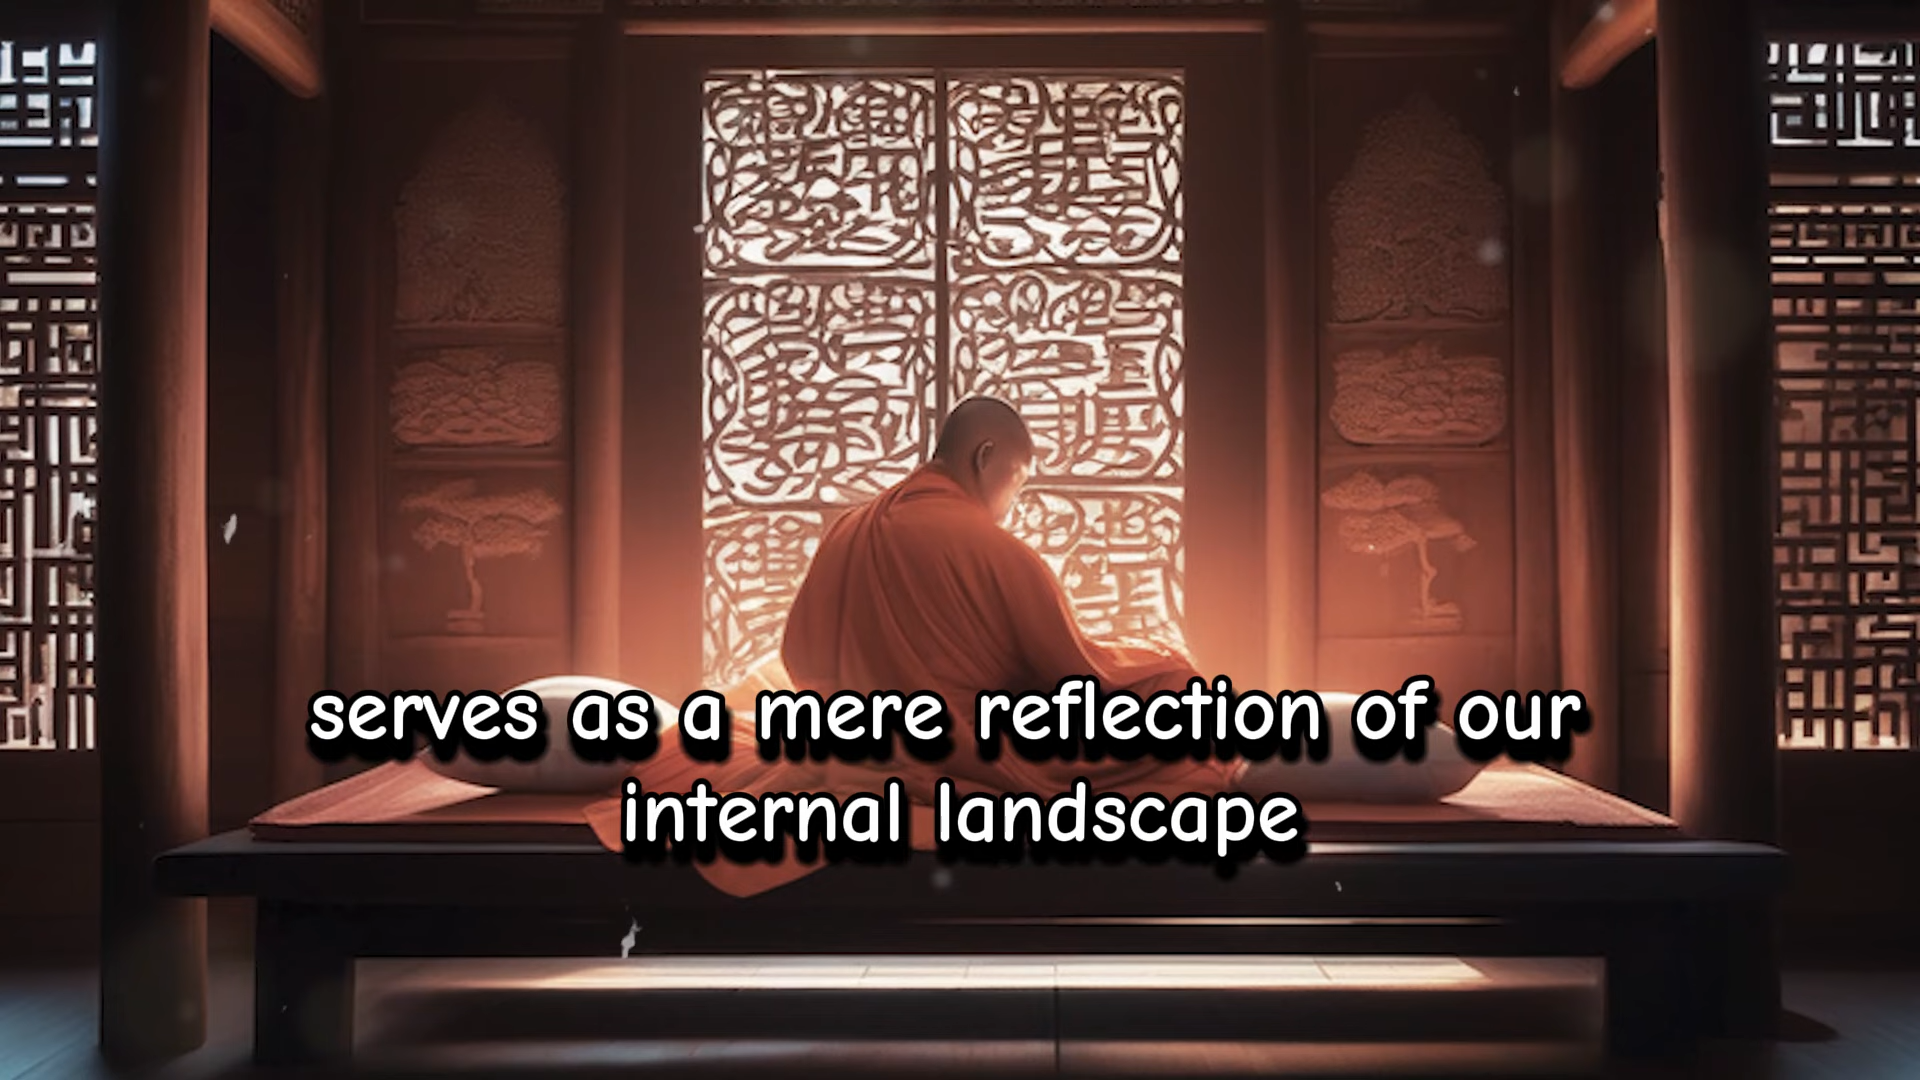 serves as a mere reflection of our
internal landscape